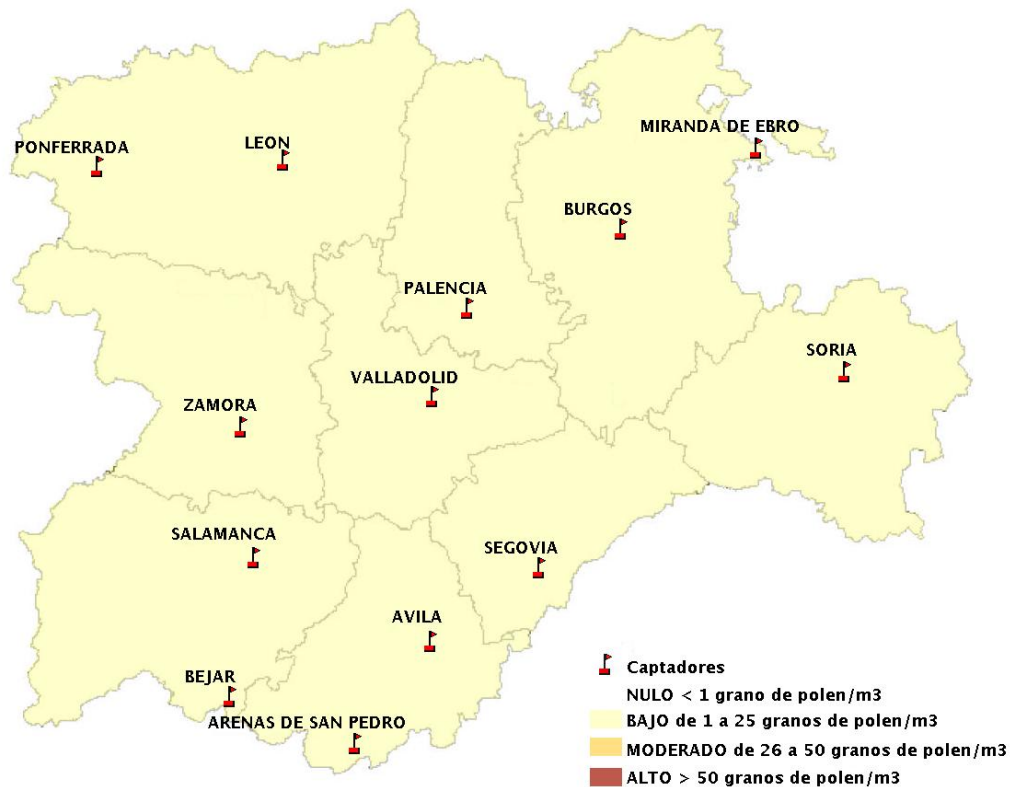 MIRANDA DE EBRO
PONFERRADA
LEON
BURGOS
PALENCIA
SORIA
VALLADOLID
ZAMORA
SALAMANCA
SEGOVIA
AVILA
BEJAR
ARENAS DE SAN PEDRO
Captadores
NULO < 1 grano de polen/m3
BAJO de 1 a 25 granos de polen/m3
MODERADO de 26 a 50 granos de polen/m3
ALTO > 50 granos de polen/m3